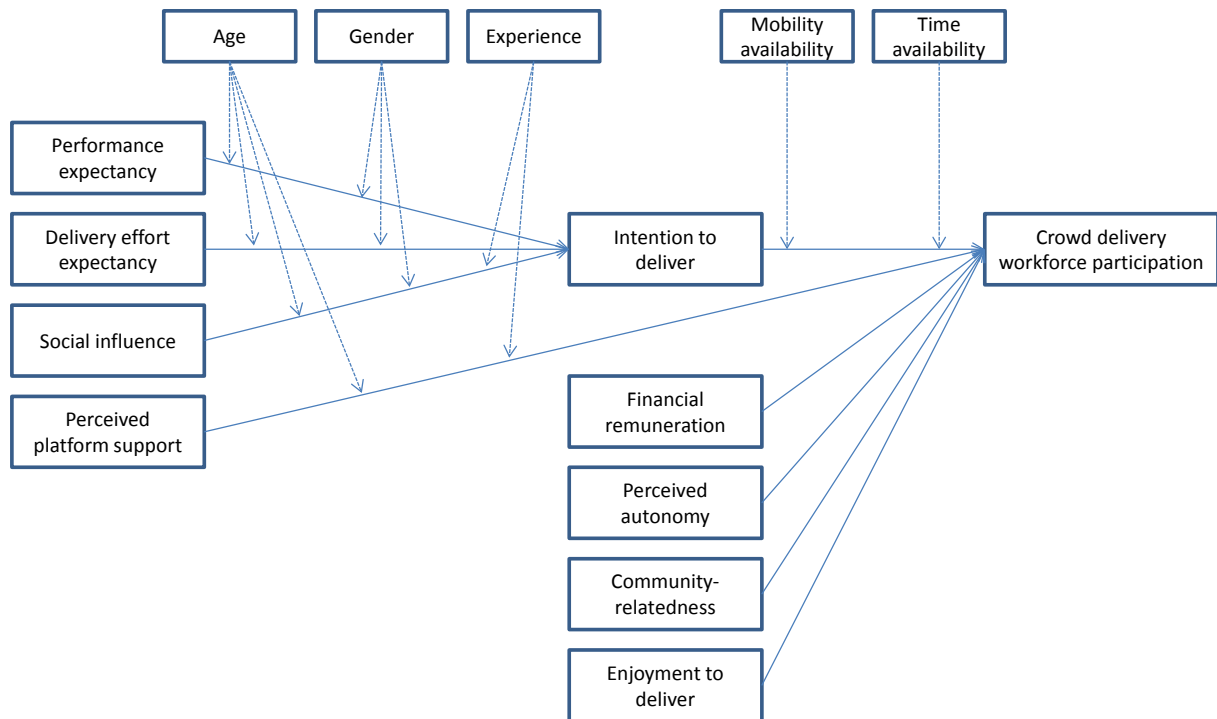 Age
Gender
Experience
Mobility
availability
Time
availability
Performance
expectancy
Delivery effort
expectancy
Intention to
deliver
Crowd delivery
workforce participation
Social influence
Perceived
platform support
Financial
remuneration
Perceived
autonomy
Community-
relatedness
Enjoyment to
deliver